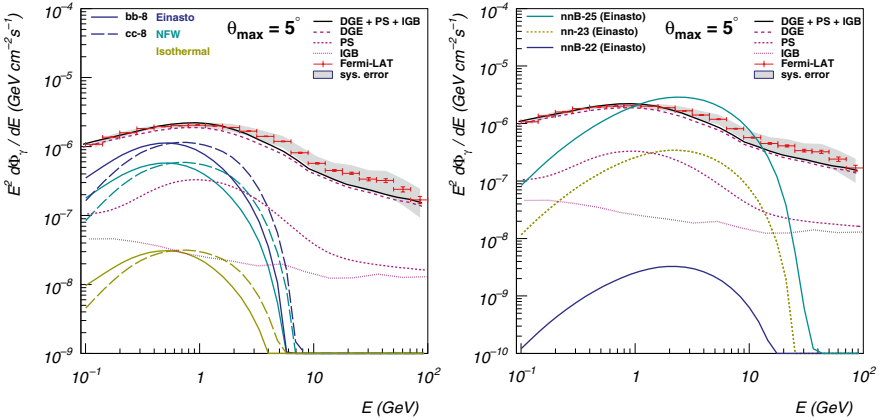 bb-8 Einasto
cc-8 NFW
Isothermal
θmax = 5°
DGE + PS + IGB
DGE
PS
IGB
Fermi-LAT
sys. error
10⁻⁴
10⁻⁵
10⁻⁶
10⁻⁷
10⁻⁸
10⁻⁹
10⁻¹
1
10
10²
E (GeV)
E² dΦγ / dE (GeV cm⁻² s⁻¹)
nnB-25 (Einasto)
nn-23 (Einasto)
nnB-22 (Einasto)
θmax = 5°
DGE + PS + IGB
DGE
PS
IGB
Fermi-LAT
sys. error
10⁻⁴
10⁻⁵
10⁻⁶
10⁻⁷
10⁻⁸
10⁻⁹
10⁻¹⁰
10⁻¹
1
10
10²
E (GeV)
E² dΦγ / dE (GeV cm⁻² s⁻¹)